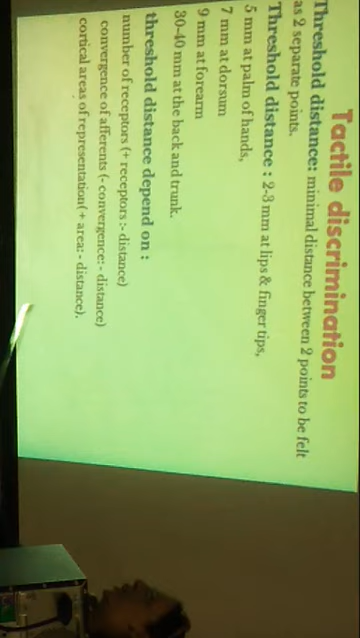 Tactile discrimination
Threshold distance: minimal distance between 2 points to be felt
as 2 separate points.
Threshold distance : 2-3 mm at lips & finger tips,
5 mm at palm of hands,
7 mm at dorsum
9 mm at forearm
30-40 mm at the back and trunk.
threshold distance depend on :
number of receptors (+ receptors :- distance)
convergence of afferents (- convergence: - distance)
cortical areas of representation( + area: - distance).